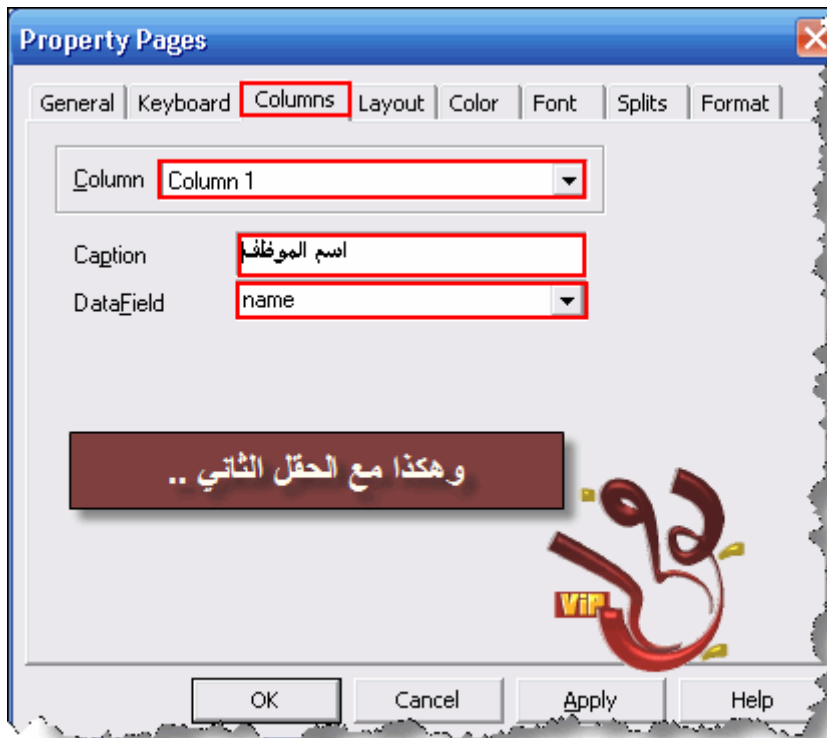 Property Pages
General Keyboard Columns Layout Color Font Splits Format
Column Column 1
Caption اسم الموظف
DataField name
وهكذا مع الحقل الثاني ..
ViP
OK Cancel Apply Help